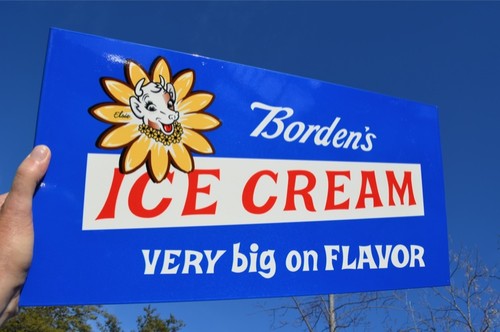 Elsie
Borden's
ICE CREAM
VERY big on FLAVOR